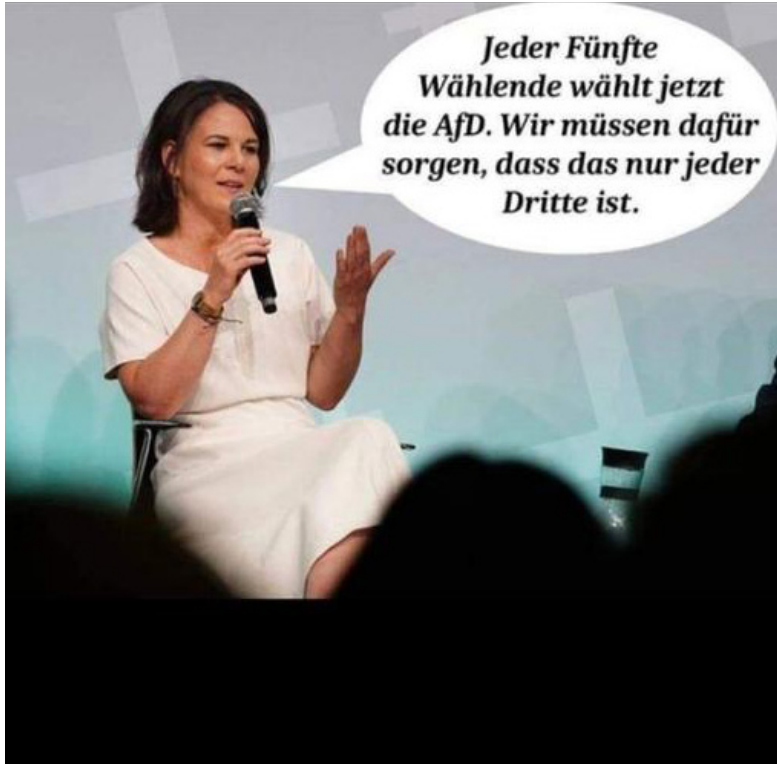 Jeder Fünfte
Wählende wählt jetzt
die AfD. Wir müssen dafür
sorgen, dass das nur jeder
Dritte ist.